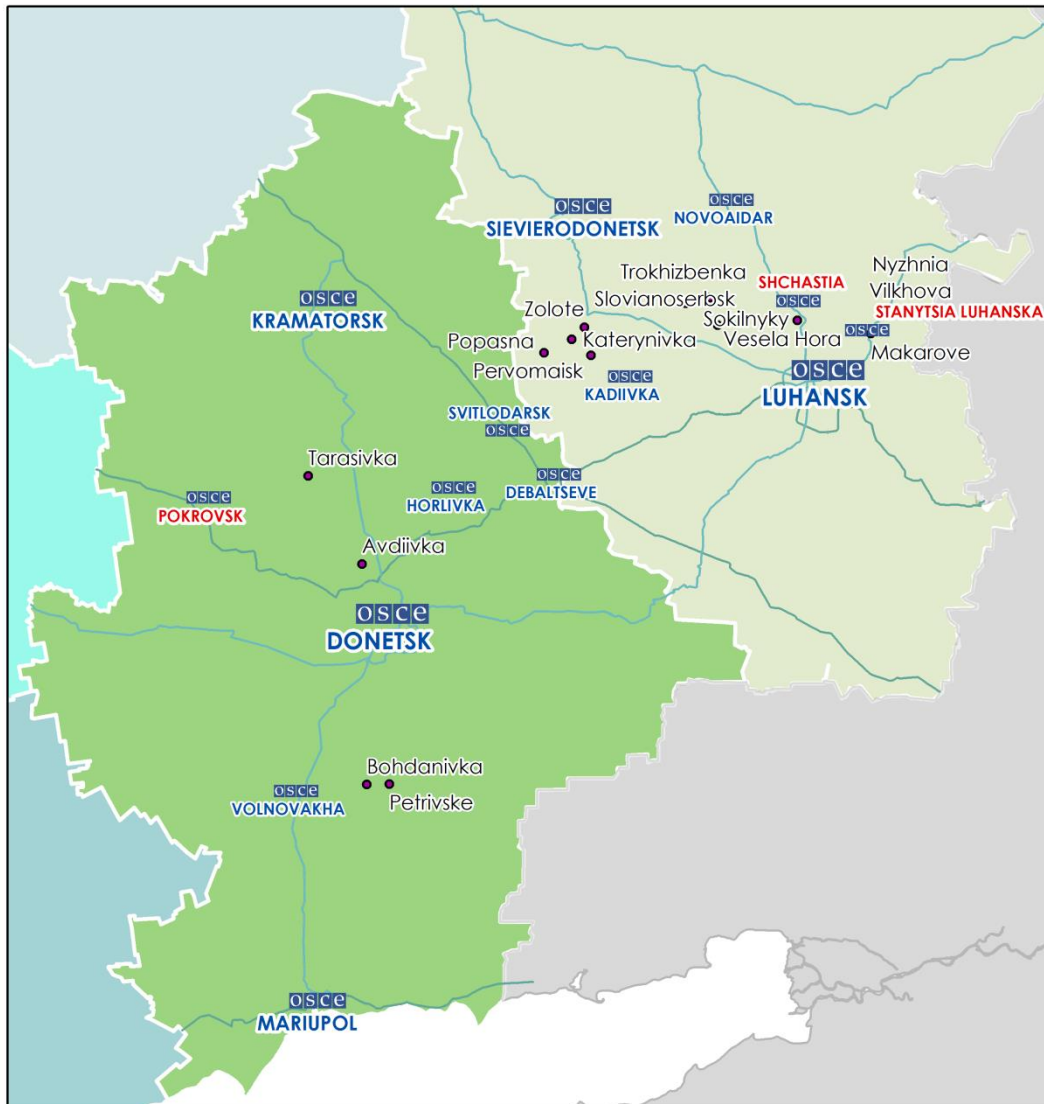 osce
NOVOAIDAR
osce
SIEVIERODONETSK
Nyzhnia
Vilkhova
Trokhizbenka
SHCHASTIA
osce
osce
KRAMATORSK
Zolote
Slovianoserbsk
STANYTSIA LUHANSKA
Sokilnyky
osce
Popasna
Katerynivka
Vesela Hora
Makarove
Pervomaisk
osce
KADIIVKA
osce
LUHANSK
SVITLODARSK
osce
Tarasivka
osce
HORLIVKA
osce
DEBALTSEVE
osce
POKROVSK
Avdiivka
osce
DONETSK
Bohdanivka
Petrivske
osce
VOLNOVAKHA
osce
MARIUPOL